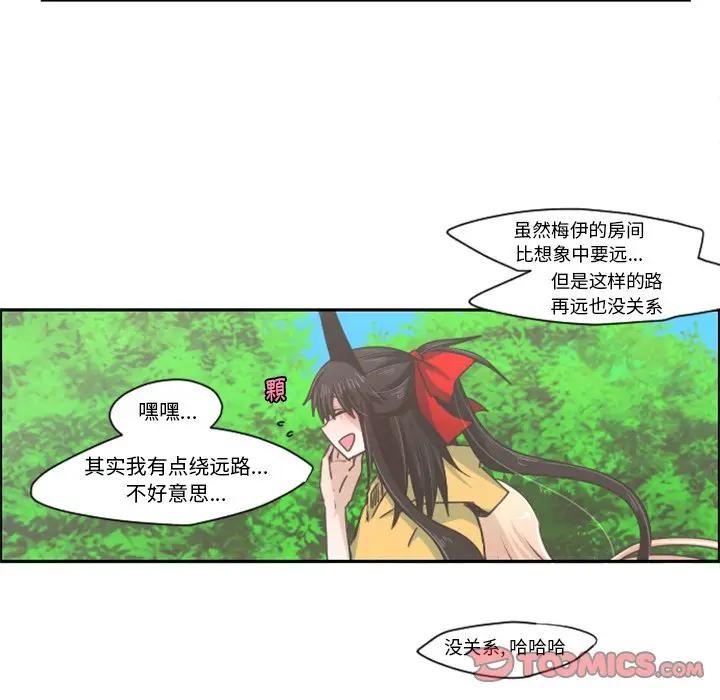 虽然梅伊的房间
比想象中要远...
但是这样的路
再远也没关系
顆
嘿嘿...
其实我有点绕远路...
不好意思...
没关系,哈哈哈
TOOMICS.COM